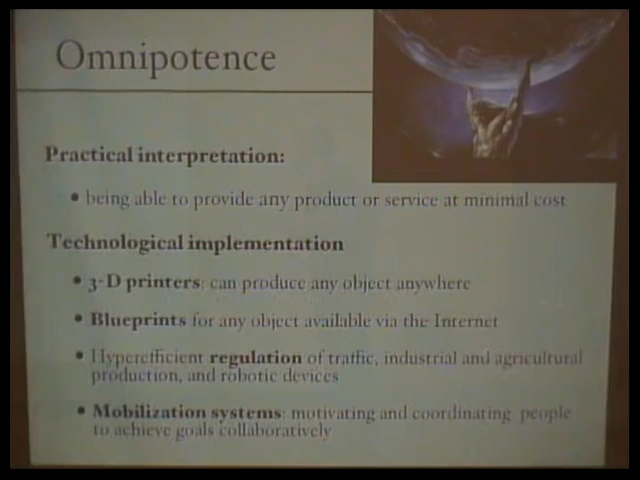 Omnipotence
Practical interpretation:
• being able to provide any product or service at minimal cost
Technological implementation
• 3-D printers: can produce any object anywhere
• Blueprints for any object available via the Internet
• Hyperefficient regulation of traffic, industrial and agricultural
production, and robotic devices
• Mobilization systems: motivating and coordinating people
to achieve goals collaboratively